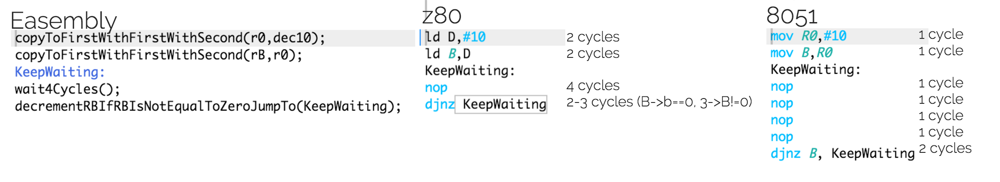 Easembly
copyToFirstWithFirstWithSecond(r0,dec10);
copyToFirstWithFirstWithSecond(rB,r0);
KeepWaiting:
wait4Cycles();
decrementRBIfRBIsNotEqualToZeroJumpTo(KeepWaiting);
z80
ld D,#10 2 cycles
ld B,D 2 cycles
KeepWaiting:
nop 4 cycles
djnz KeepWaiting 2-3 cycles (B->b==0, 3->B!=0)
8051
mov R0,#10 1 cycle
mov B,R0 1 cycle
KeepWaiting:
nop 1 cycle
nop 1 cycle
nop 1 cycle
nop 1 cycle
djnz B, KeepWaiting 2 cycles